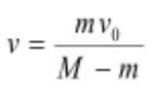 v = mv₀ / (M − m)